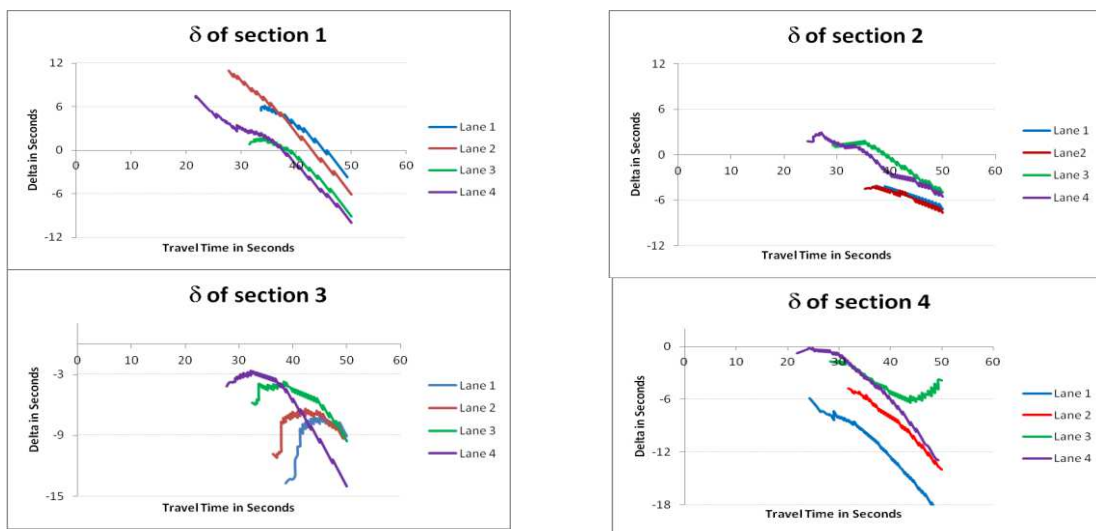 δ of section 1
12
6
0
-6
-12
0 10 20 30 40 50 60
Delta in Seconds
Travel Time in Seconds
Lane 1
Lane 2
Lane 3
Lane 4
δ of section 2
12
6
0
-6
-12
0 10 20 30 40 50 60
Delta in Seconds
Travel Time in Seconds
Lane 1
Lane2
Lane 3
Lane 4
δ of section 3
0 10 20 30 40 50 60
-3
-9
-15
Delta in Seconds
Travel Time in Seconds
Lane 1
Lane 2
Lane 3
Lane 4
δ of section 4
0
-6
-12
-18
0 10 20 30 40 50 60
Delta in Seconds
Travel Time in Seconds
Lane 1
Lane 2
Lane 3
Lane 4